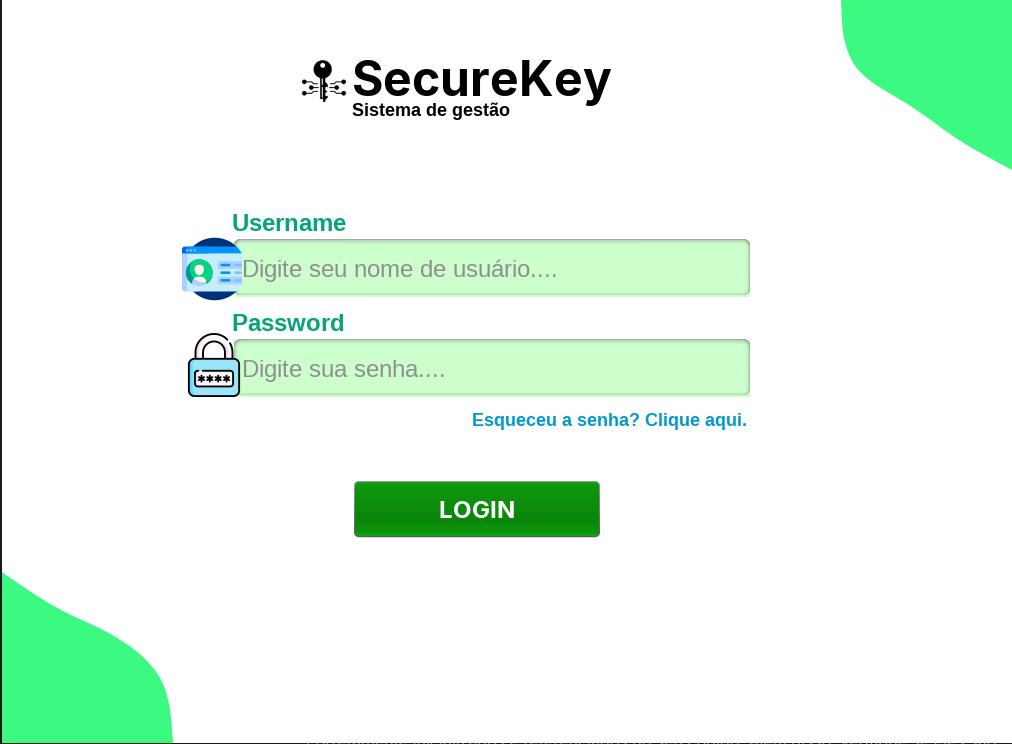 SecureKey
Sistema de gestão
Username
Digite seu nome de usuário....
Password
Digite sua senha....
****
Esqueceu a senha? Clique aqui.
LOGIN